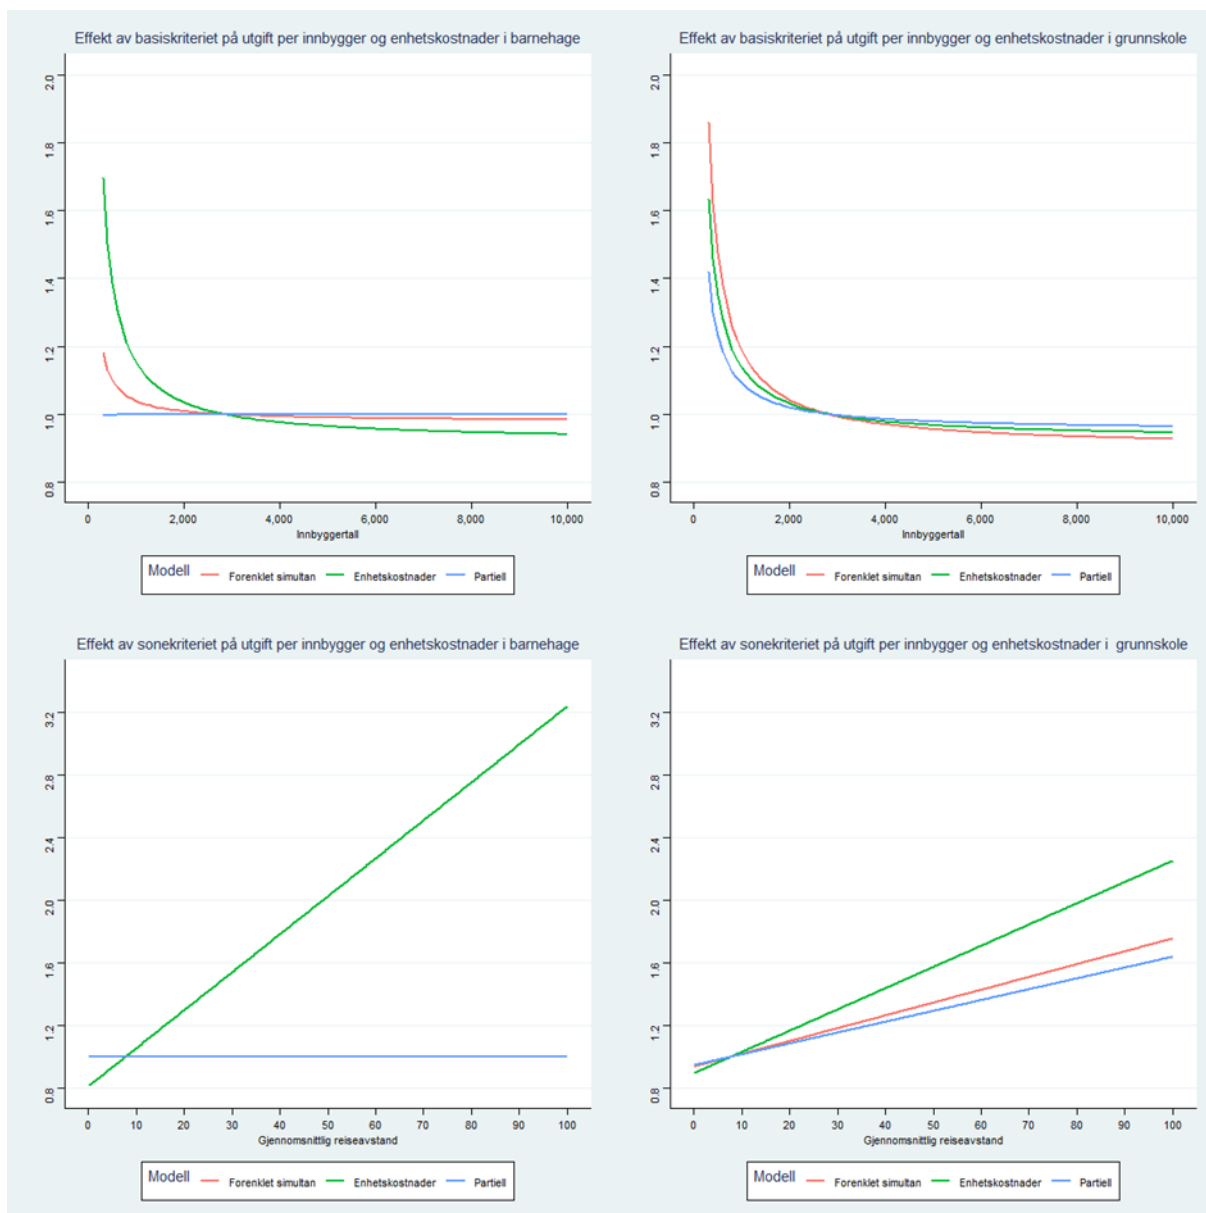 Effekt av basiskriteriet på utgift per innbygger og enhetskostnader i barnehage
2.0
1.8
1.6
1.4
1.2
1.0
0.8
0 2,000 4,000 6,000 8,000 10,000
Innbyggertall
Modell Forenklet simultan Enhetskostnader Partiell
Effekt av basiskriteriet på utgift per innbygger og enhetskostnader i grunnskole
2.0
1.8
1.6
1.4
1.2
1.0
0.8
0 2,000 4,000 6,000 8,000 10,000
Innbyggertall
Modell Forenklet simultan Enhetskostnader Partiell
Effekt av sonekriteriet på utgift per innbygger og enhetskostnader i barnehage
3.2
2.8
2.4
2.0
1.6
1.2
0.8
0 10 20 30 40 50 60 70 80 90 100
Gjennomsnittlig reiseavstand
Modell Forenklet simultan Enhetskostnader Partiell
Effekt av sonekriteriet på utgift per innbygger og enhetskostnader i grunnskole
3.2
2.8
2.4
2.0
1.6
1.2
0.8
0 10 20 30 40 50 60 70 80 90 100
Gjennomsnittlig reiseavstand
Modell Forenklet simultan Enhetskostnader Partiell